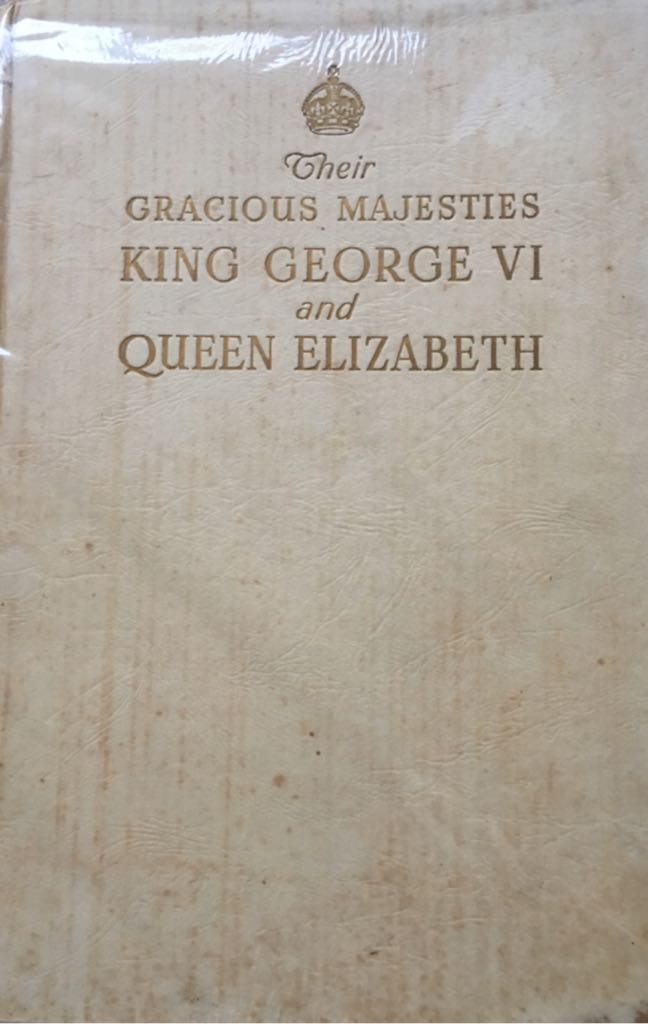 Their
GRACIOUS MAJESTIES
KING GEORGE VI
and
QUEEN ELIZABETH